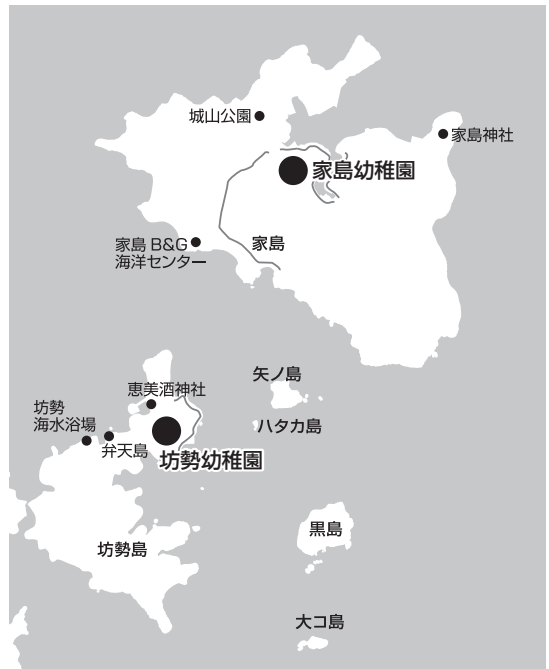 城山公園
家島神社
家島幼稚園
家島 B&G
海洋センター
家島
矢ノ島
恵美酒神社
坊勢
海水浴場
ハタカ島
弁天島
坊勢幼稚園
黒島
坊勢島
大コ島